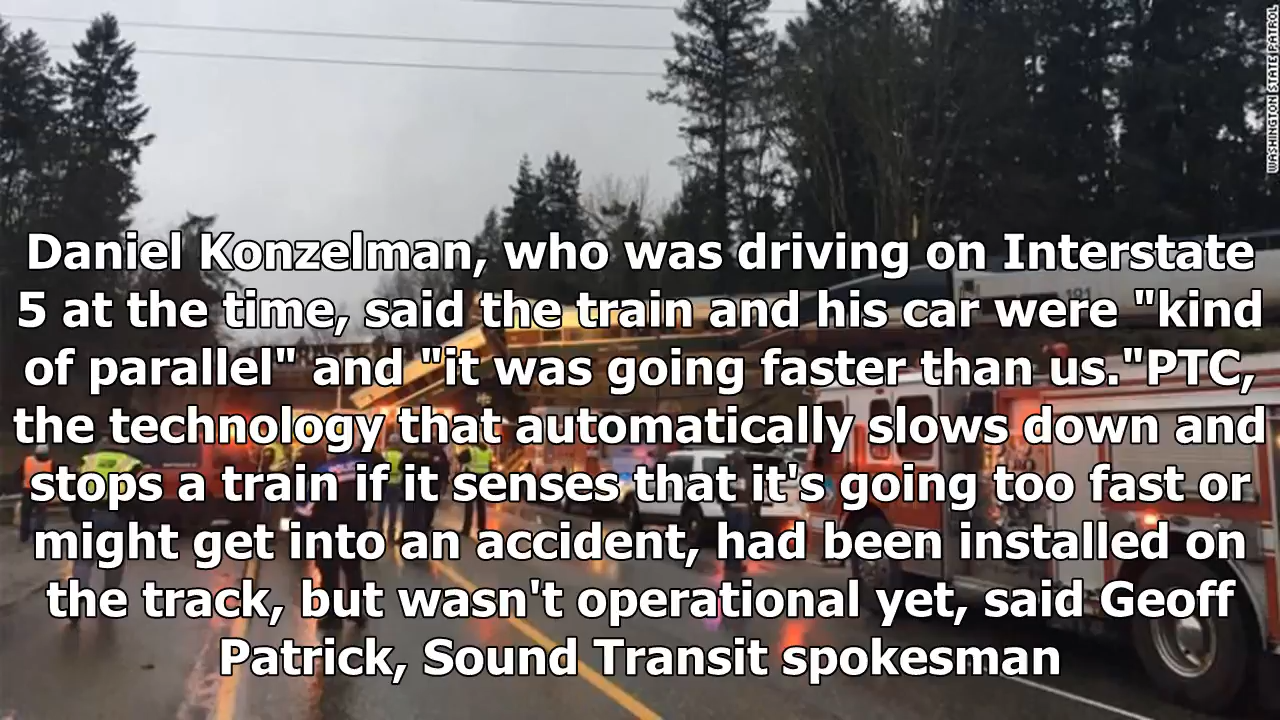 WASHINGTON STATE PATROL
Daniel Konzelman, who was driving on Interstate
5 at the time, said the train and his car were "kind
of parallel" and "it was going faster than us."PTC,
the technology that automatically slows down and
stops a train if it senses that it's going too fast or
might get into an accident, had been installed on
the track, but wasn't operational yet, said Geoff
Patrick, Sound Transit spokesman